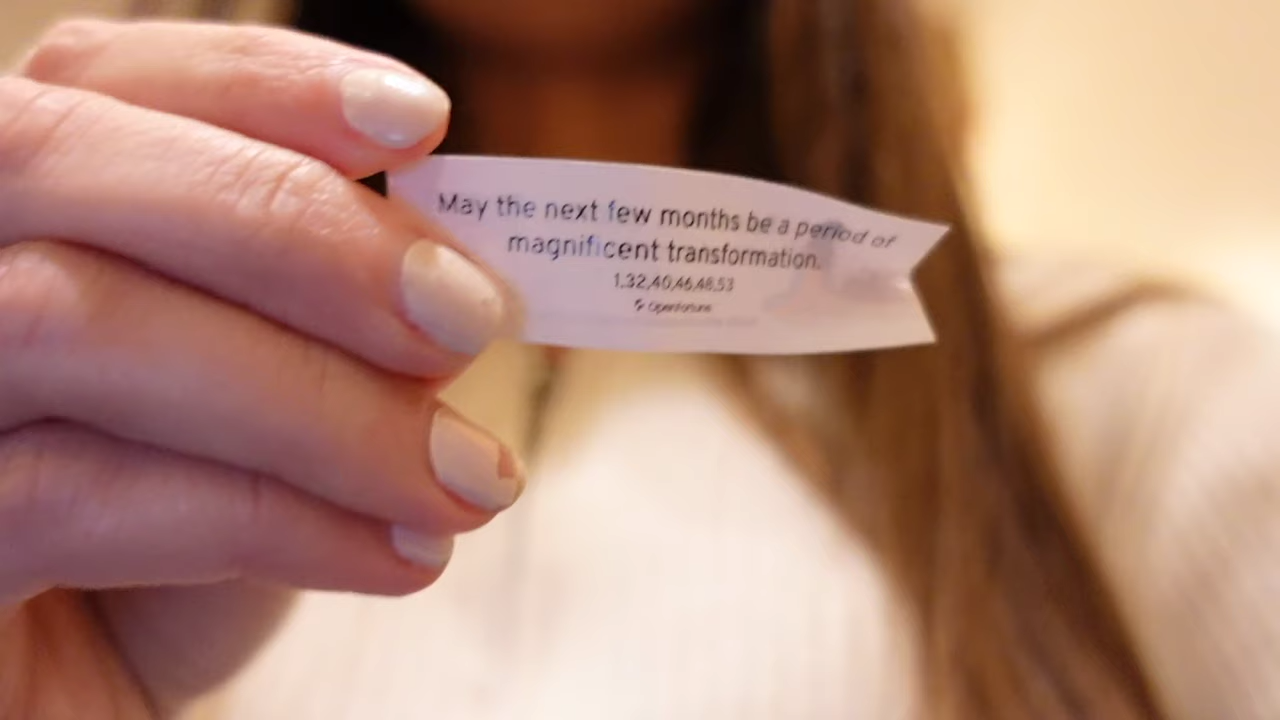 May the next few months be a period of
magnificent transformation.
1,32,40,46,48,53
Openfortune